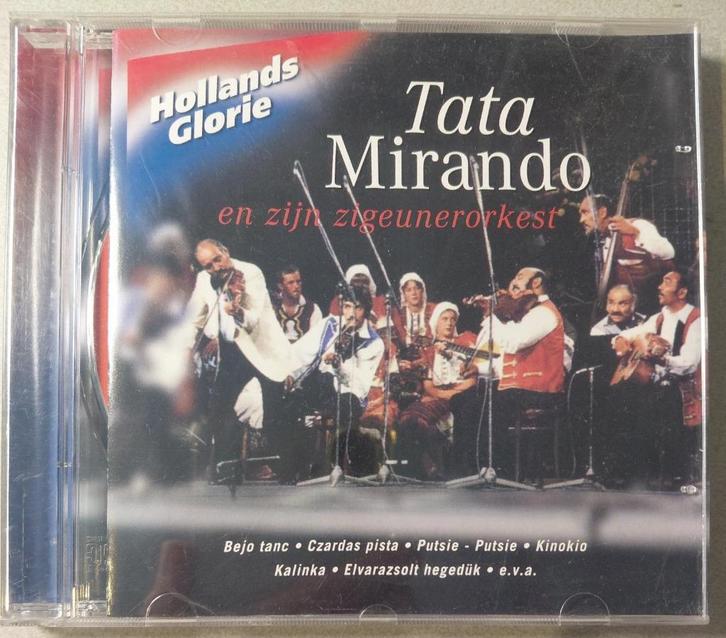 Hollands
Glorie
Tata
Mirando
en zijn zigeunerorkest
Bejo tanc • Czardas pista • Putsie - Putsie • Kinokio
Kalinka • Elvarazsolt hegedük • e.v.a.